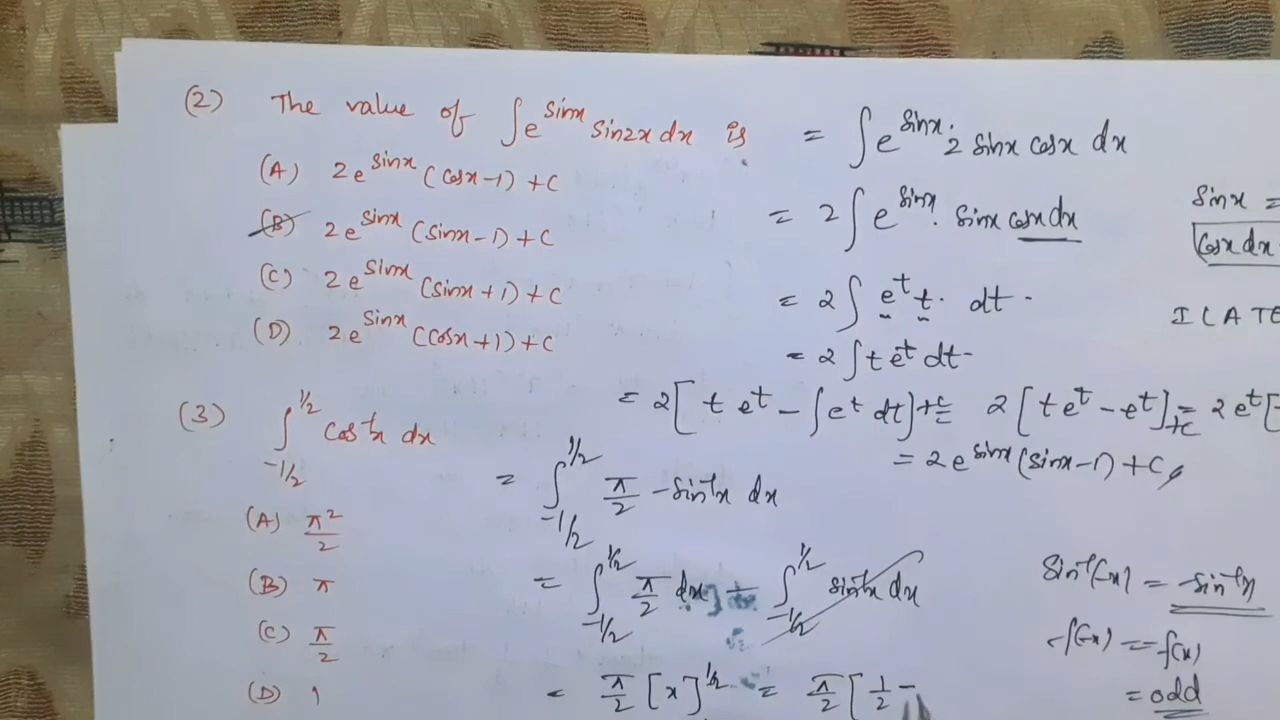 (2) The value of ∫e^sinx sin2x dx is = ∫e^sinx. 2 sinx cosx dx
(A) 2e^sinx (cosx-1) +c
= 2∫e^sinx. sinx cosx dx
sinx =
(B) 2e^sinx (sinx-1) +c
cosx dx
(C) 2e^sinx (sinx+1) +c
= 2∫ e^t t. dt.
ILATE
(D) 2e^sinx (cosx+1) +c
= 2∫t e^t dt
= 2[t e^t - ∫e^t dt]+c = 2[te^t - e^t]+c = 2e^t[
(3) ∫_-1/2^1/2 cos^-1x dx
= 2e^sinx (sinx-1) +c
= ∫_-1/2^1/2 π/2 - sin^-1x dx
(A) π²/2
(B) π
= ∫_-1/2^1/2 π/2 dx - ∫_-1/2^1/2 sin^-1x dx
sin^-1(-x) = -sin^-1x
(C) π/2
f(-x) = -f(x)
(D) 1
= π/2 [x]^1/2 = π/2 [1/2 -
= odd